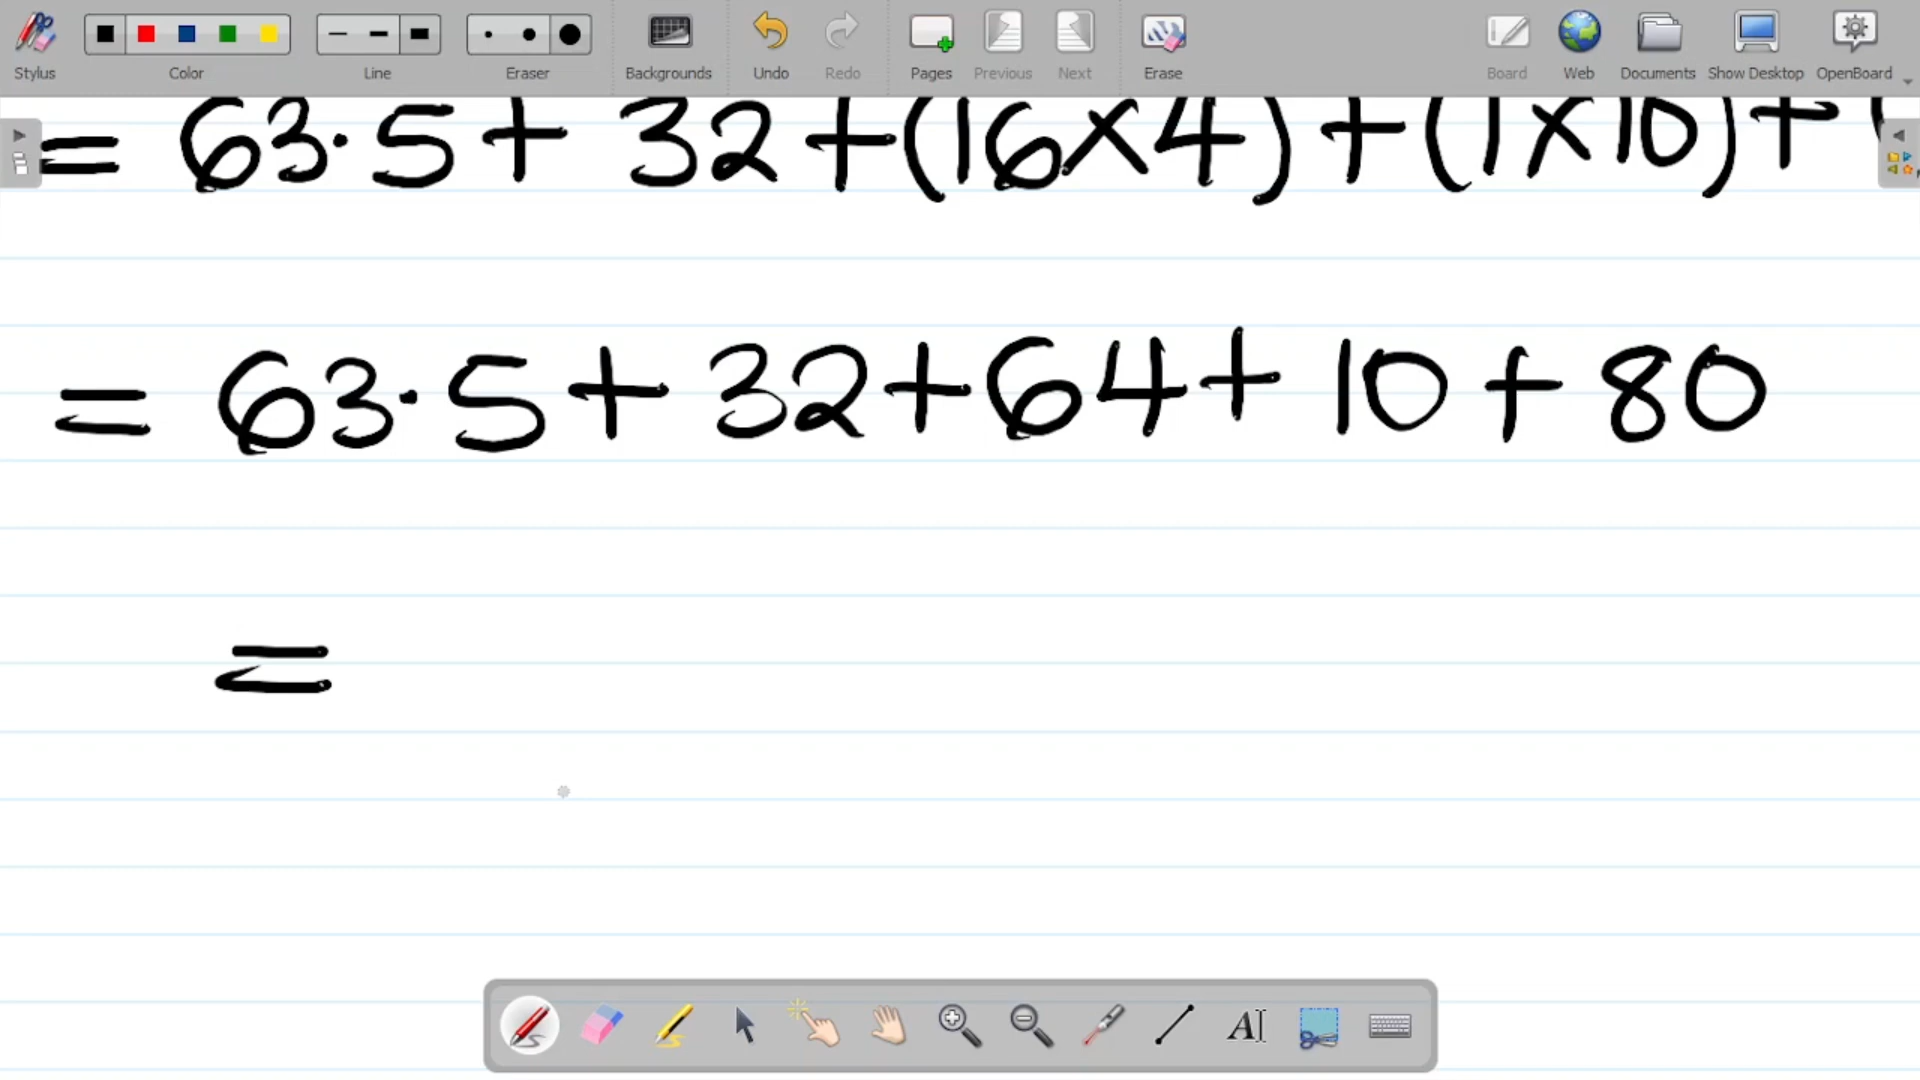 Stylus Color Line Eraser Backgrounds Undo Redo Pages Previous Next Erase Board Web Documents Show Desktop OpenBoard
= 63·5 + 32 + (16×4) + (1×10) + (
= 63·5 + 32 + 64 + 10 + 80
=